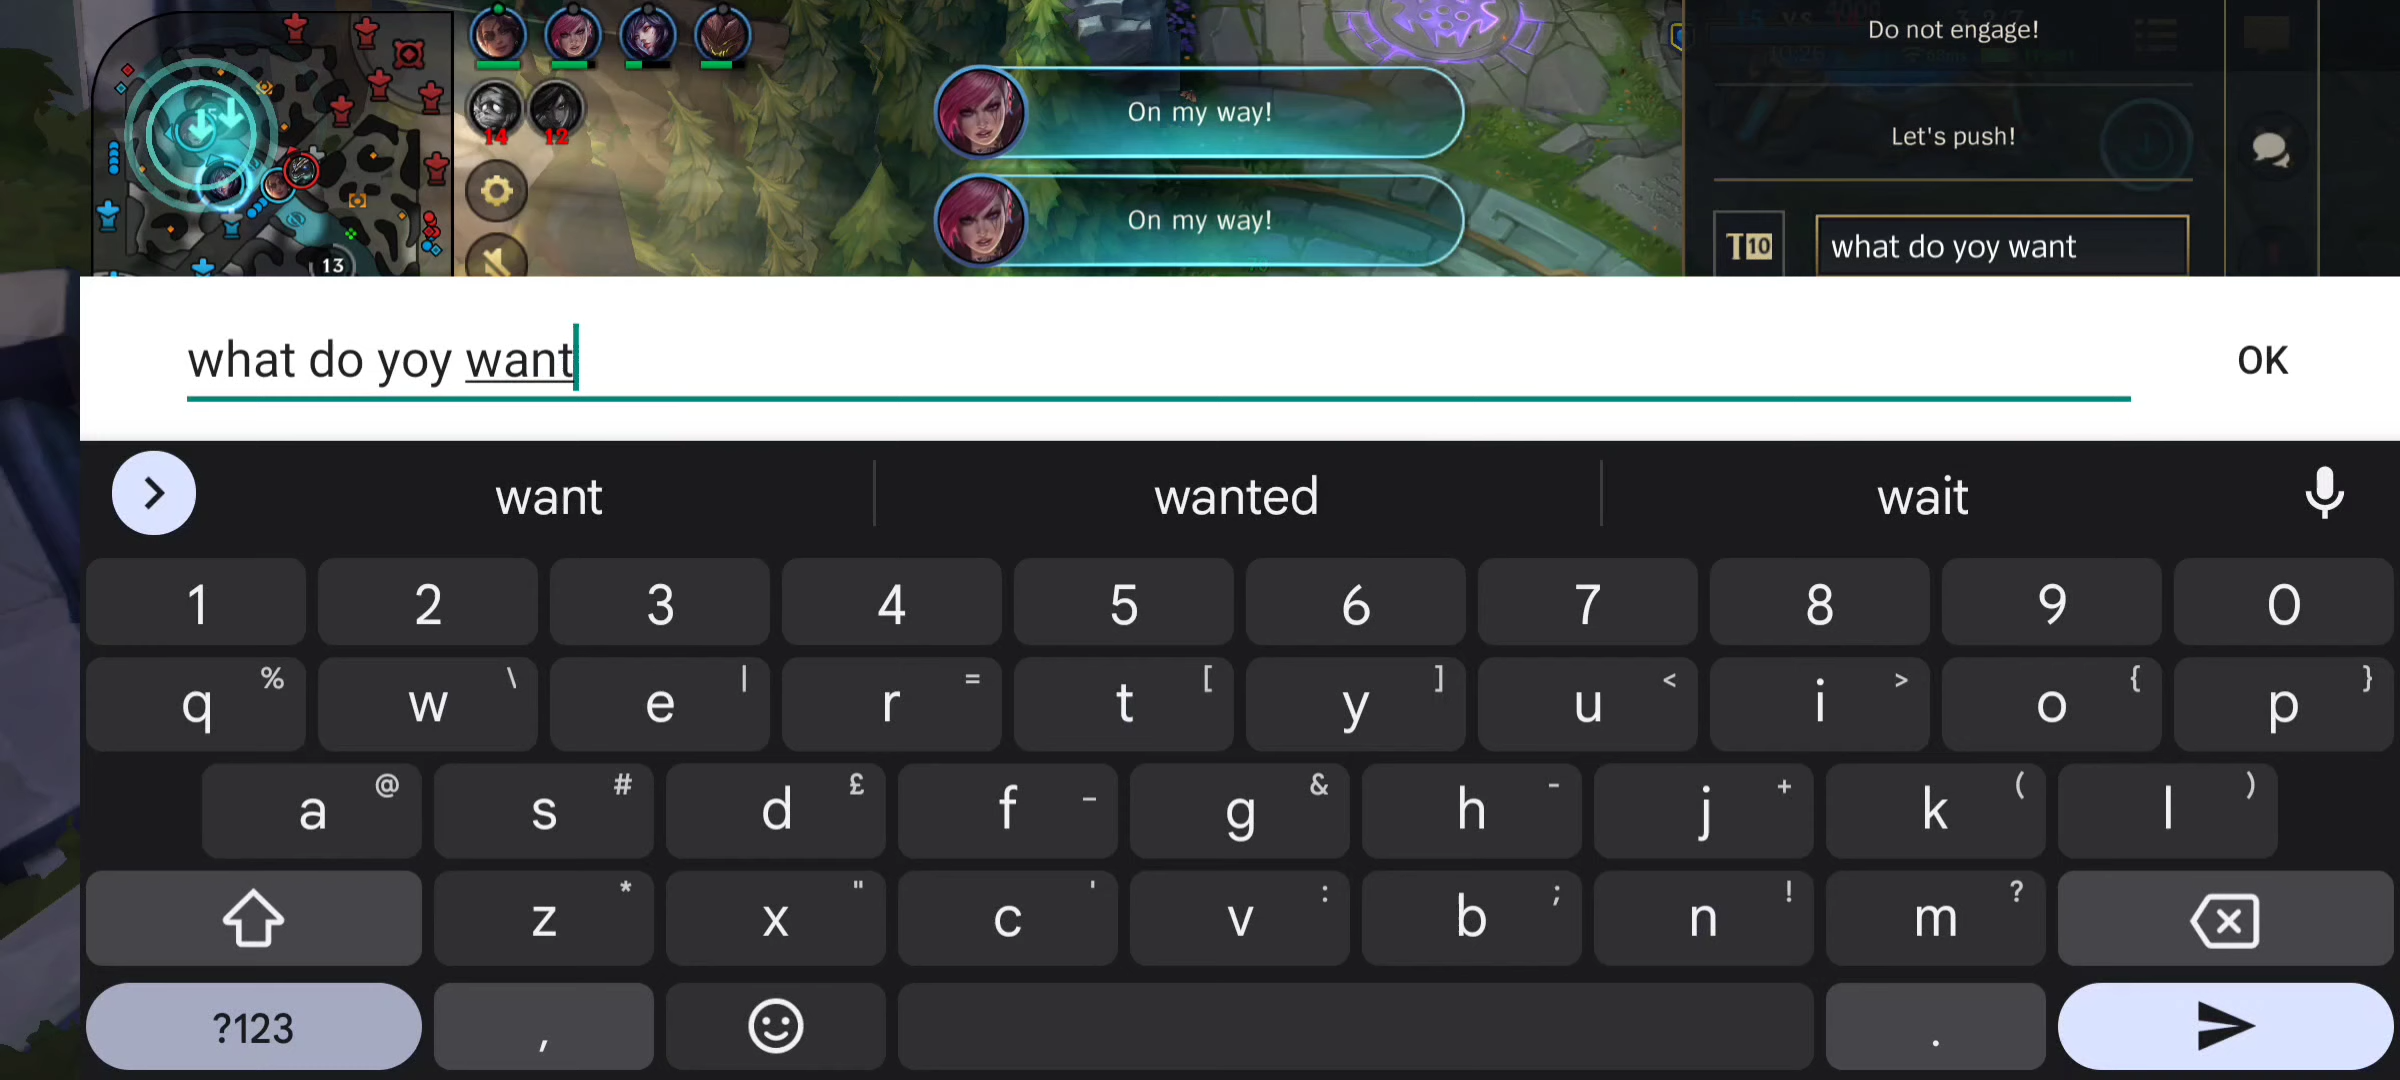 Do not engage!
On my way!
Let's push!
14 12
On my way!
T10 what do yoy want
13
what do yoy want OK
want wanted wait
1 2 3 4 5 6 7 8 9 0
q % w \ e | r = t [ y ] u < i > o { p }
a @ s # d £ f _ g & h - j + k ( l )
z * x " c ' v : b ; n ! m ?
?123 , .